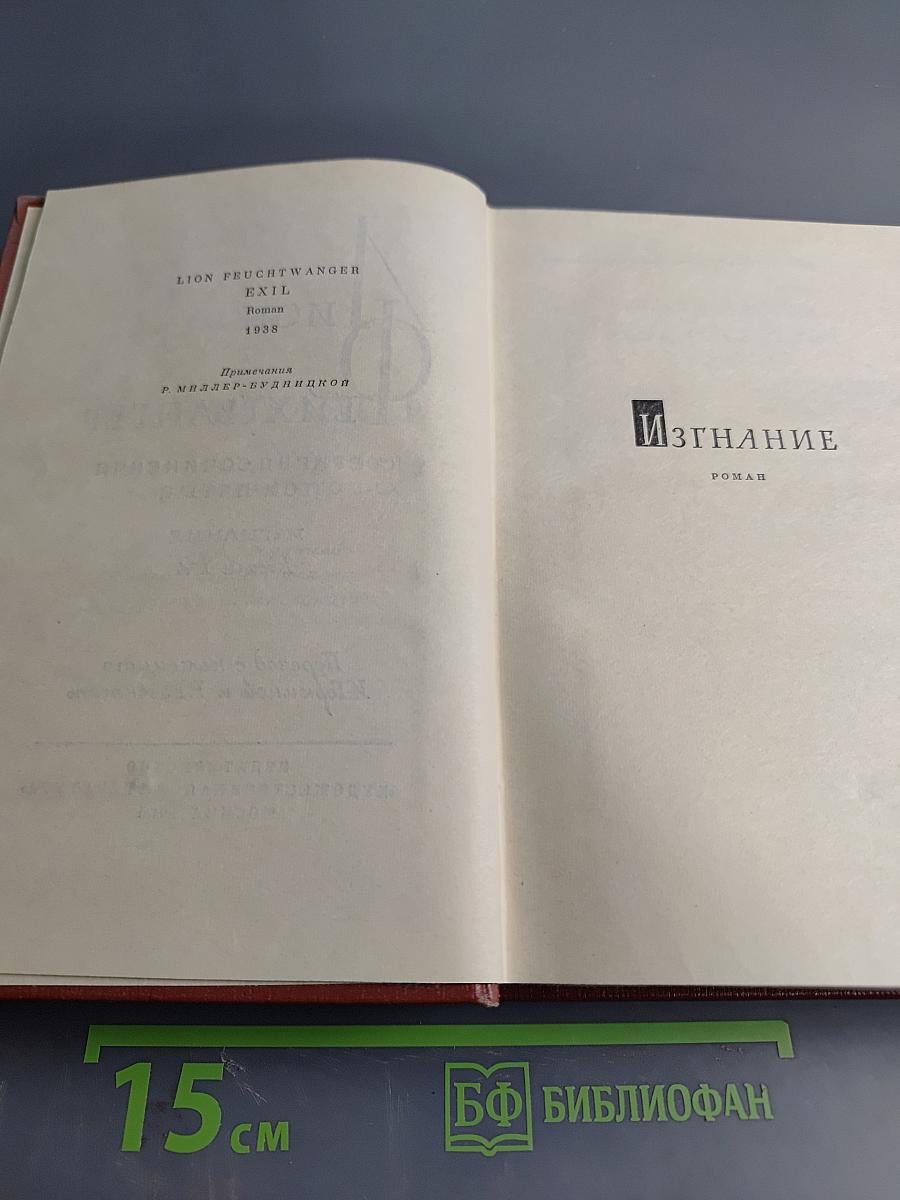 LION FEUCHTWANGER
EXIL
Roman
1938
Примечания
Р. МИЛЛЕР-БУДНИЦКОЙ
ИЗГНАНИЕ
РОМАН
15 см
БФ БИБЛИОФАН